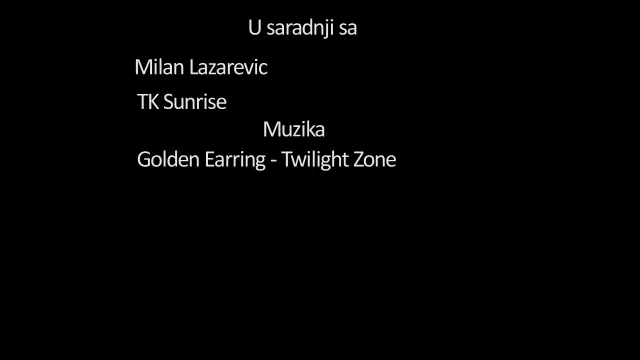 U saradnji sa
Milan Lazarevic
TK Sunrise
Muzika
Golden Earring - Twilight Zone